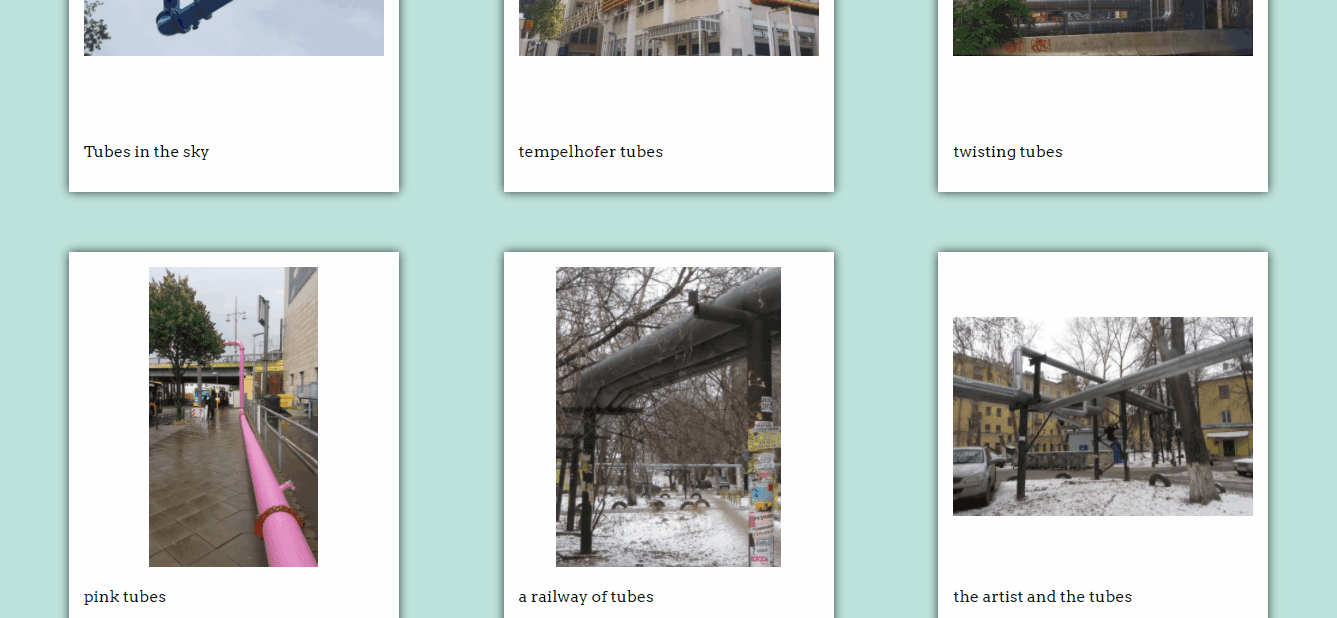 Tubes in the sky
tempelhofer tubes
twisting tubes
pink tubes
a railway of tubes
the artist and the tubes